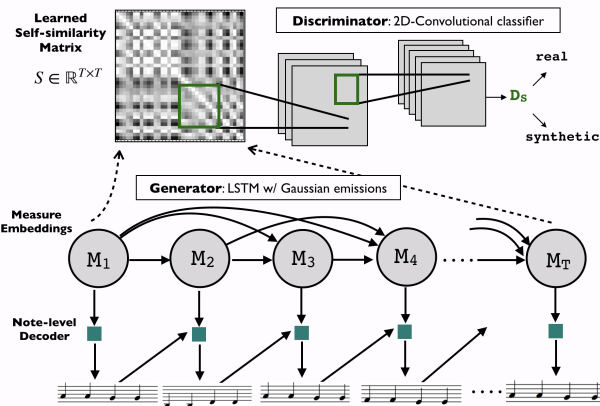 Learned
Self-similarity
Matrix
S ∈ ℝ^{T×T}
Discriminator: 2D-Convolutional classifier
real
D_S
synthetic
Generator: LSTM w/ Gaussian emissions
Measure
Embeddings
M_1 M_2 M_3 M_4 .... M_T
Note-level
Decoder
....